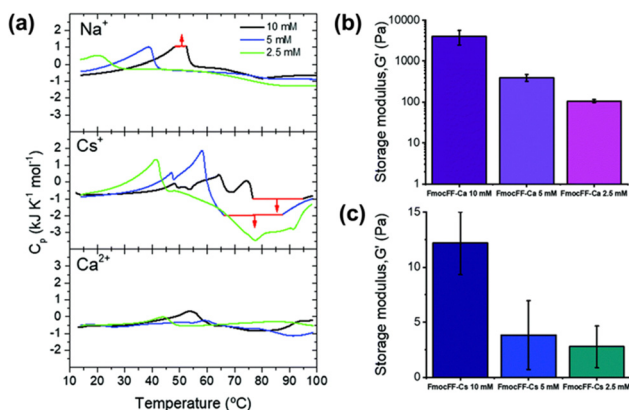 (a)
Na+
10 mM
5 mM
2.5 mM
2
1
0
-1
-2
Cs+
2
1
0
-1
-2
-3
Ca2+
2
1
0
-1
-2
Cp (kJ K-1 mol-1)
10 20 30 40 50 60 70 80 90 100
Temperature (ºC)
(b)
Storage modulus,G' (Pa)
10000
1000
100
10
1
FmocFF-Ca 10 mM FmocFF-Ca 5 mM FmocFF-Ca 2.5 mM
(c)
Storage modulus,G' (Pa)
15
10
5
0
FmocFF-Cs 10 mM FmocFF-Cs 5 mM FmocFF-Cs 2.5 mM